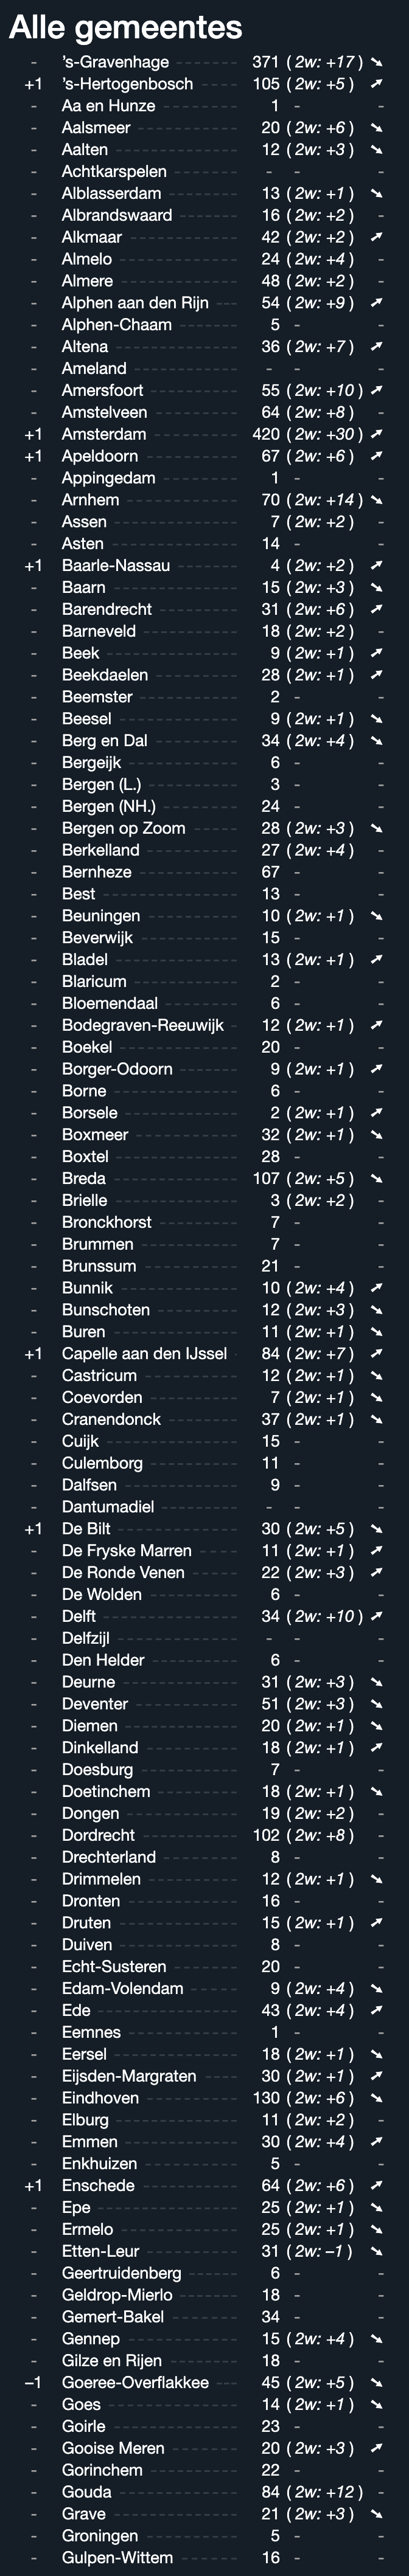 Alle gemeentes
- 's-Gravenhage 371 ( 2w: +17 ) ➘
+1 's-Hertogenbosch 105 ( 2w: +5 ) ➚
- Aa en Hunze 1 - -
- Aalsmeer 20 ( 2w: +6 ) ➘
- Aalten 12 ( 2w: +3 ) ➘
- Achtkarspelen - - -
- Alblasserdam 13 ( 2w: +1 ) ➘
- Albrandswaard 16 ( 2w: +2 ) -
- Alkmaar 42 ( 2w: +2 ) ➚
- Almelo 24 ( 2w: +4 ) -
- Almere 48 ( 2w: +2 ) -
- Alphen aan den Rijn 54 ( 2w: +9 ) ➚
- Alphen-Chaam 5 - -
- Altena 36 ( 2w: +7 ) ➚
- Ameland - - -
- Amersfoort 55 ( 2w: +10 ) ➚
- Amstelveen 64 ( 2w: +8 ) -
+1 Amsterdam 420 ( 2w: +30 ) ➚
+1 Apeldoorn 67 ( 2w: +6 ) ➚
- Appingedam 1 - -
- Arnhem 70 ( 2w: +14 ) ➘
- Assen 7 ( 2w: +2 ) -
- Asten 14 - -
+1 Baarle-Nassau 4 ( 2w: +2 ) ➚
- Baarn 15 ( 2w: +3 ) ➘
- Barendrecht 31 ( 2w: +6 ) ➚
- Barneveld 18 ( 2w: +2 ) -
- Beek 9 ( 2w: +1 ) ➚
- Beekdaelen 28 ( 2w: +1 ) ➚
- Beemster 2 - -
- Beesel 9 ( 2w: +1 ) ➘
- Berg en Dal 34 ( 2w: +4 ) ➘
- Bergeijk 6 - -
- Bergen (L.) 3 - -
- Bergen (NH.) 24 - -
- Bergen op Zoom 28 ( 2w: +3 ) ➘
- Berkelland 27 ( 2w: +4 ) -
- Bernheze 67 - -
- Best 13 - -
- Beuningen 10 ( 2w: +1 ) ➘
- Beverwijk 15 - -
- Bladel 13 ( 2w: +1 ) ➚
- Blaricum 2 - -
- Bloemendaal 6 - -
- Bodegraven-Reeuwijk 12 ( 2w: +1 ) ➚
- Boekel 20 - -
- Borger-Odoorn 9 ( 2w: +1 ) ➚
- Borne 6 - -
- Borsele 2 ( 2w: +1 ) ➚
- Boxmeer 32 ( 2w: +1 ) ➘
- Boxtel 28 - -
- Breda 107 ( 2w: +5 ) ➘
- Brielle 3 ( 2w: +2 ) -
- Bronckhorst 7 - -
- Brummen 7 - -
- Brunssum 21 - -
- Bunnik 10 ( 2w: +4 ) ➚
- Bunschoten 12 ( 2w: +3 ) ➘
- Buren 11 ( 2w: +1 ) ➘
+1 Capelle aan den IJssel 84 ( 2w: +7 ) ➚
- Castricum 12 ( 2w: +1 ) ➘
- Coevorden 7 ( 2w: +1 ) ➘
- Cranendonck 37 ( 2w: +1 ) ➘
- Cuijk 15 - -
- Culemborg 11 - -
- Dalfsen 9 - -
- Dantumadiel - - -
+1 De Bilt 30 ( 2w: +5 ) ➘
- De Fryske Marren 11 ( 2w: +1 ) ➚
- De Ronde Venen 22 ( 2w: +3 ) ➚
- De Wolden 6 - -
- Delft 34 ( 2w: +10 ) ➚
- Delfzijl - - -
- Den Helder 6 - -
- Deurne 31 ( 2w: +3 ) ➘
- Deventer 51 ( 2w: +3 ) ➘
- Diemen 20 ( 2w: +1 ) ➘
- Dinkelland 18 ( 2w: +1 ) ➚
- Doesburg 7 - -
- Doetinchem 18 ( 2w: +1 ) ➘
- Dongen 19 ( 2w: +2 ) -
- Dordrecht 102 ( 2w: +8 ) -
- Drechterland 8 - -
- Drimmelen 12 ( 2w: +1 ) ➘
- Dronten 16 - -
- Druten 15 ( 2w: +1 ) ➚
- Duiven 8 - -
- Echt-Susteren 20 - -
- Edam-Volendam 9 ( 2w: +4 ) ➘
- Ede 43 ( 2w: +4 ) ➚
- Eemnes 1 - -
- Eersel 18 ( 2w: +1 ) ➘
- Eijsden-Margraten 30 ( 2w: +1 ) ➚
- Eindhoven 130 ( 2w: +6 ) ➘
- Elburg 11 ( 2w: +2 ) -
- Emmen 30 ( 2w: +4 ) ➚
- Enkhuizen 5 - -
+1 Enschede 64 ( 2w: +6 ) ➚
- Epe 25 ( 2w: +1 ) ➘
- Ermelo 25 ( 2w: +1 ) ➘
- Etten-Leur 31 ( 2w: –1 ) ➘
- Geertruidenberg 6 - -
- Geldrop-Mierlo 18 - -
- Gemert-Bakel 34 - -
- Gennep 15 ( 2w: +4 ) ➘
- Gilze en Rijen 18 - -
–1 Goeree-Overflakkee 45 ( 2w: +5 ) ➘
- Goes 14 ( 2w: +1 ) ➘
- Goirle 23 - -
- Gooise Meren 20 ( 2w: +3 ) ➚
- Gorinchem 22 - -
- Gouda 84 ( 2w: +12 ) -
- Grave 21 ( 2w: +3 ) ➘
- Groningen 5 - -
- Gulpen-Wittem 16 - -